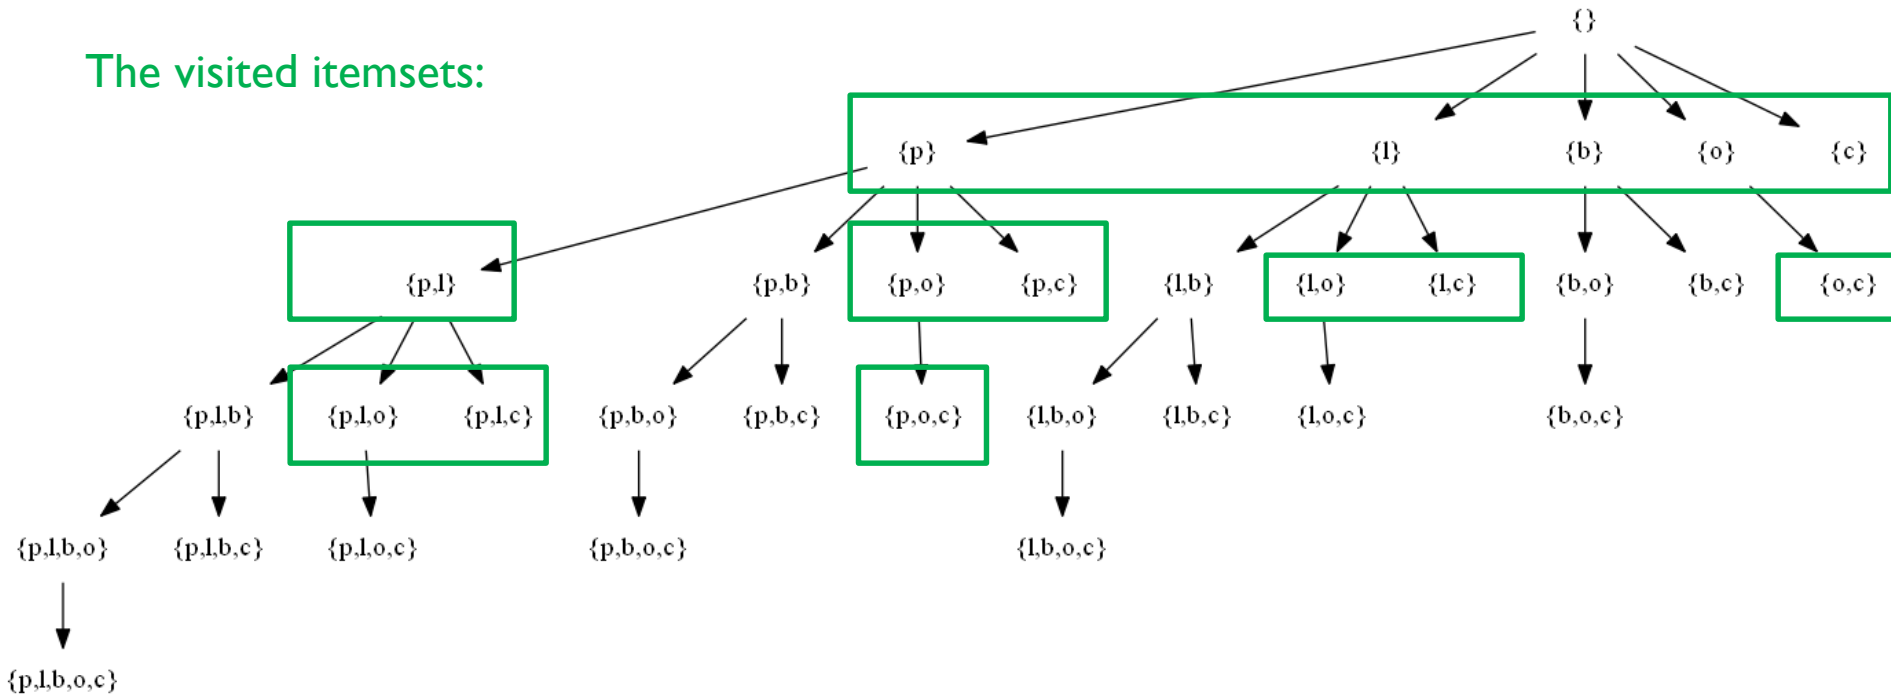 {}
The visited itemsets:
{p} {l} {b} {o} {c}
{p,l} {p,b} {p,o} {p,c} {l,b} {l,o} {l,c} {b,o} {b,c} {o,c}
{p,l,b} {p,l,o} {p,l,c} {p,b,o} {p,b,c} {p,o,c} {l,b,o} {l,b,c} {l,o,c} {b,o,c}
{p,l,b,o} {p,l,b,c} {p,l,o,c} {p,b,o,c} {l,b,o,c}
{p,l,b,o,c}